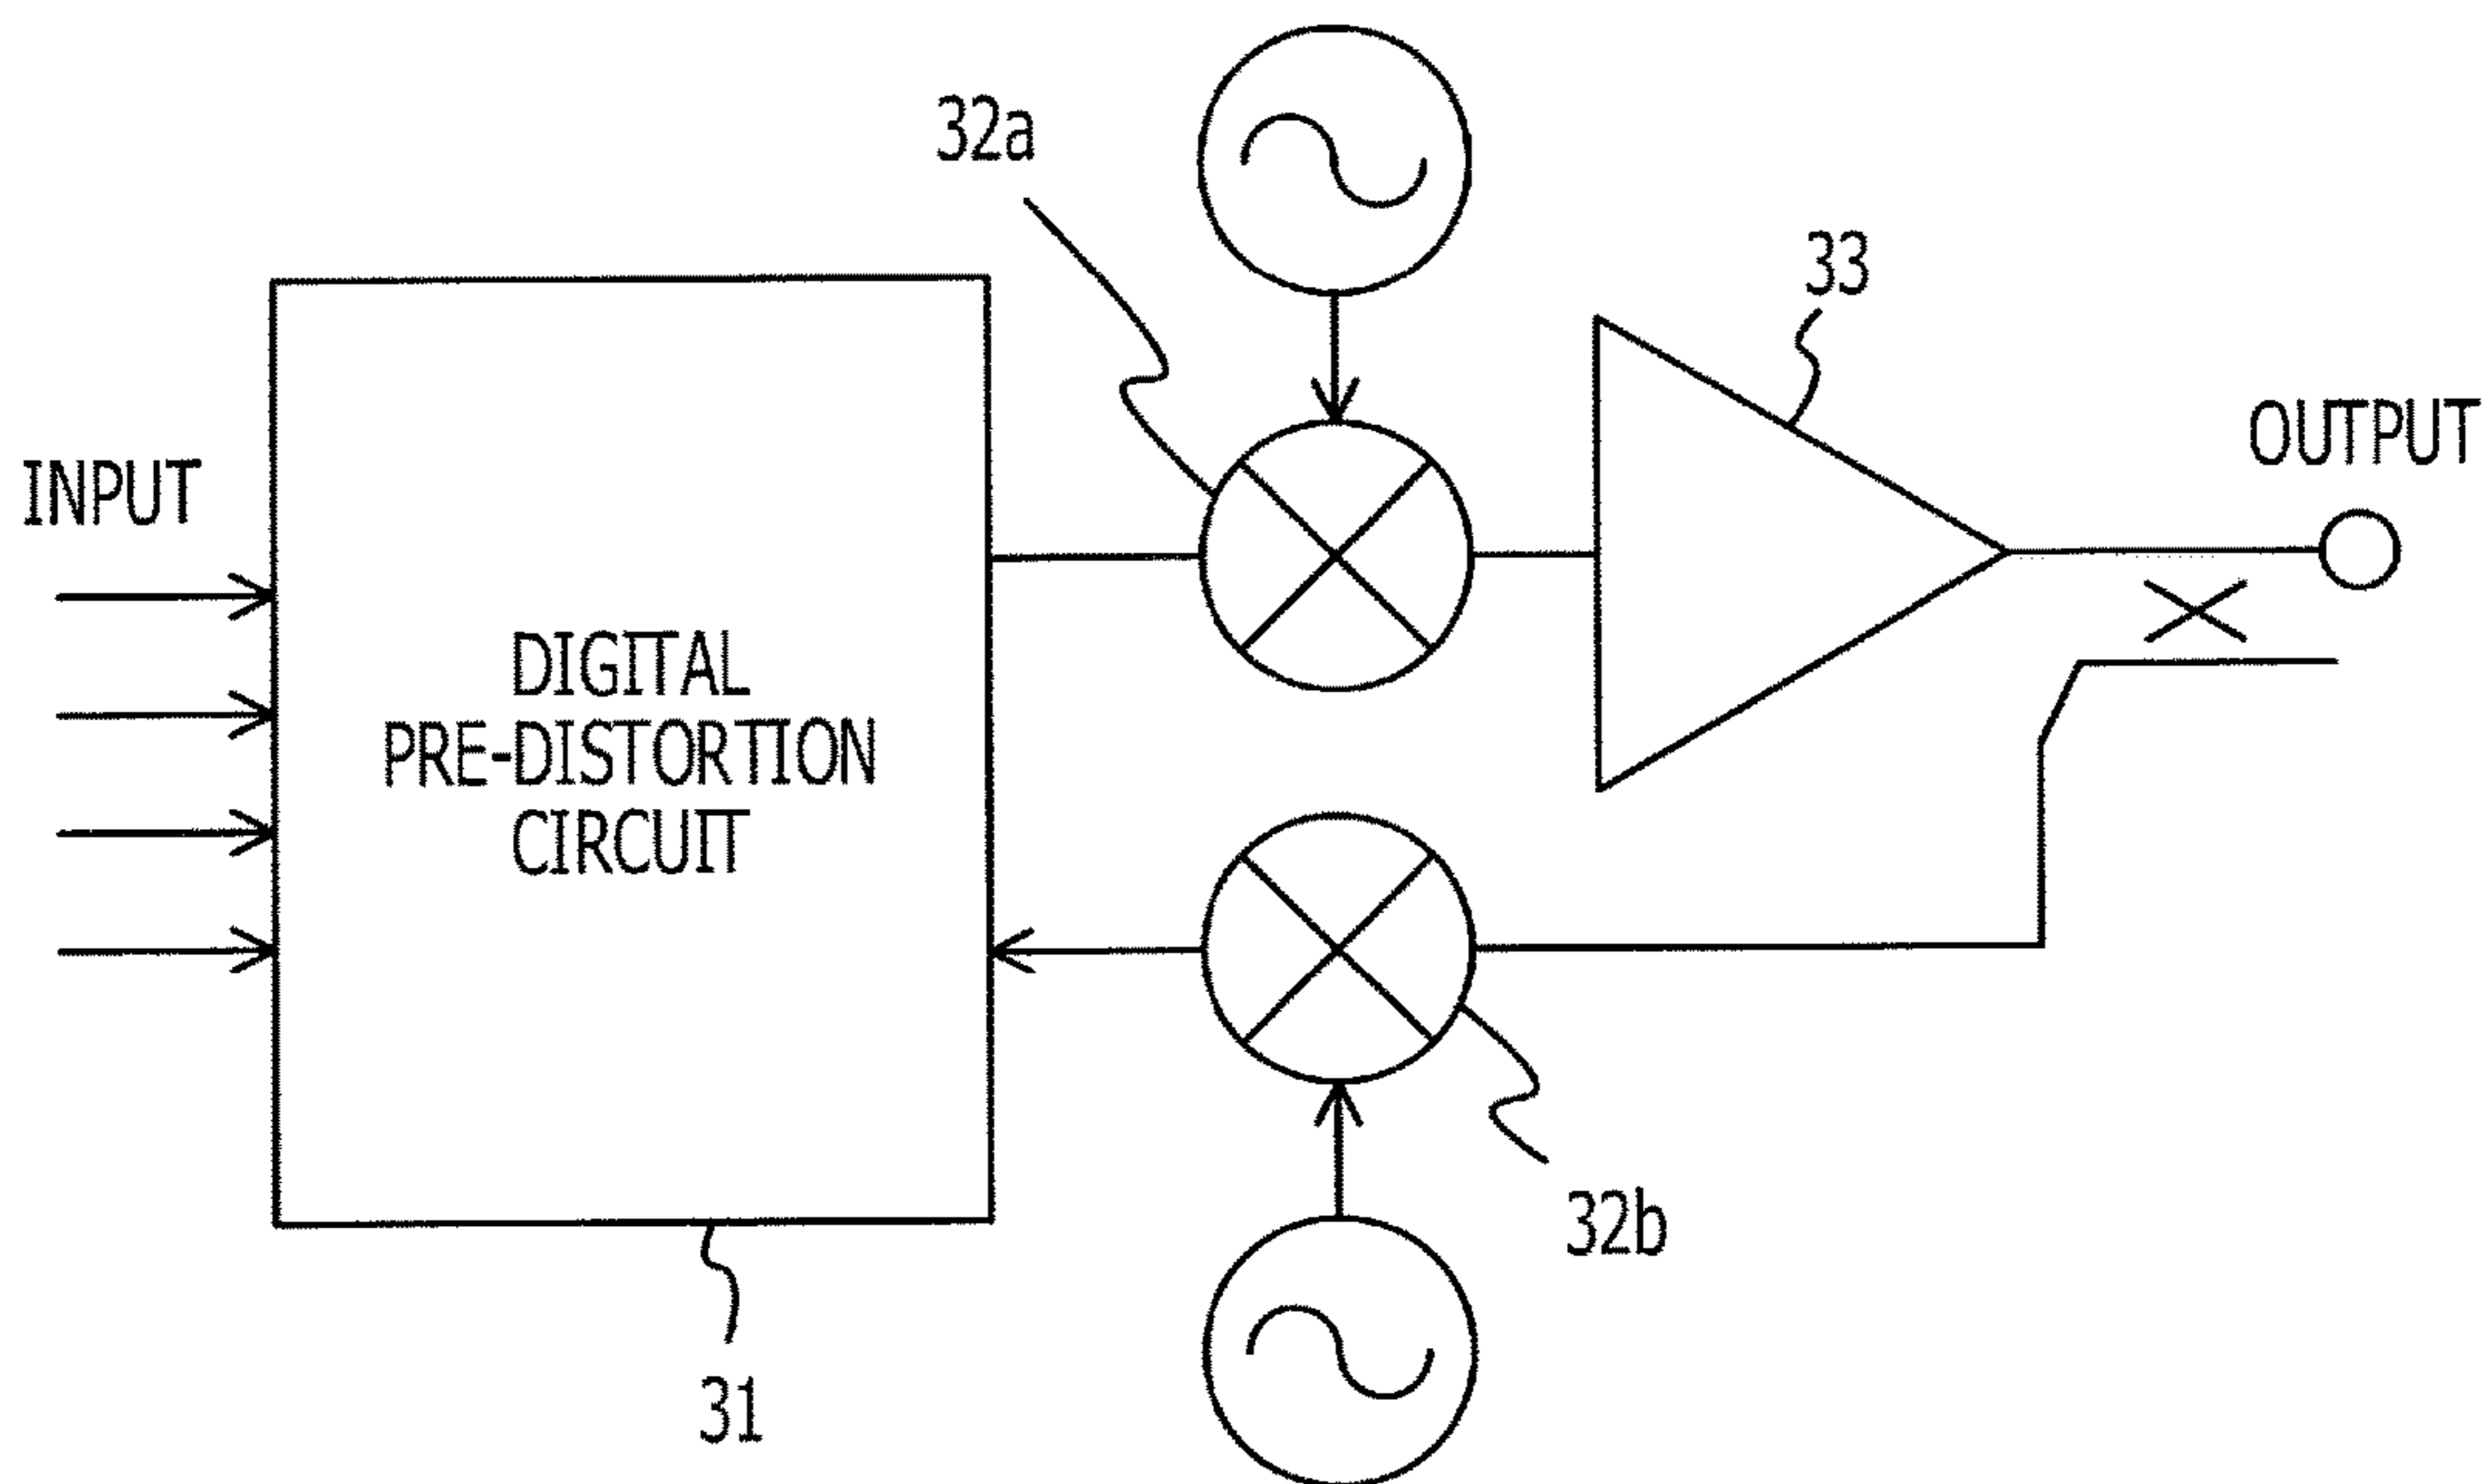 32a
33
OUTPUT
INPUT
DIGITAL
PRE-DISTORTION
CIRCUIT
32b
31